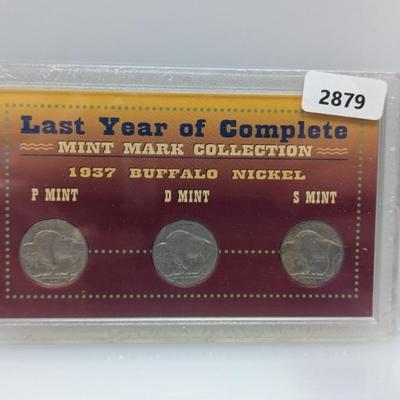 2879
Last Year of Complete
MINT MARK COLLECTION
1937 BUFFALO NICKEL
P MINT D MINT S MINT